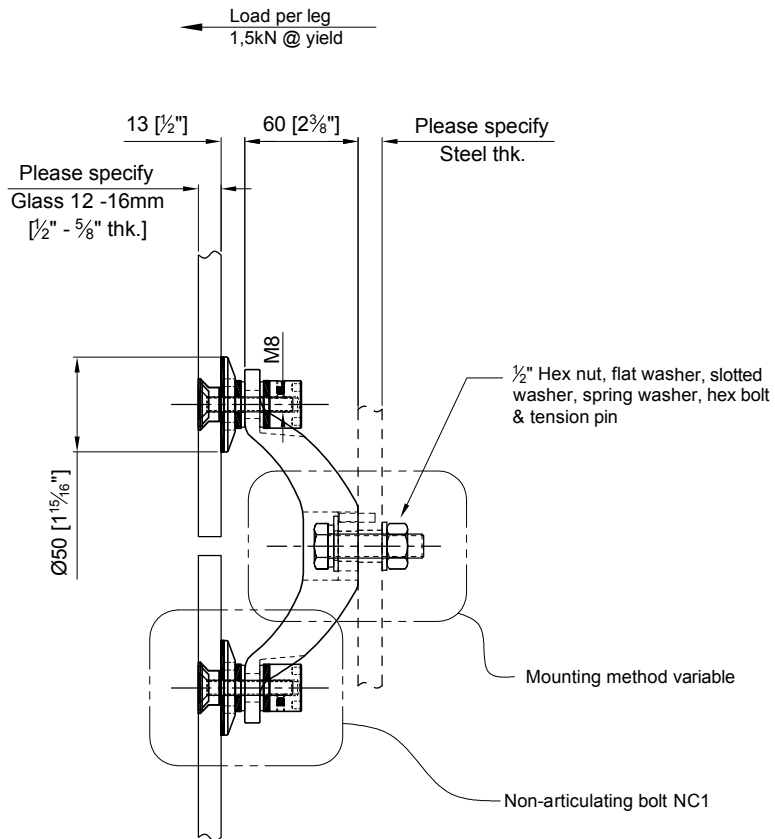 Load per leg
1,5kN @ yield
13 [½"]
60 [2⅜"]
Please specify
Steel thk.
Please specify
Glass 12 -16mm
[½" - ⅝" thk.]
M8
½" Hex nut, flat washer, slotted
washer, spring washer, hex bolt
& tension pin
Ø50 [1¹⁵⁄₁₆"]
Mounting method variable
Non-articulating bolt NC1